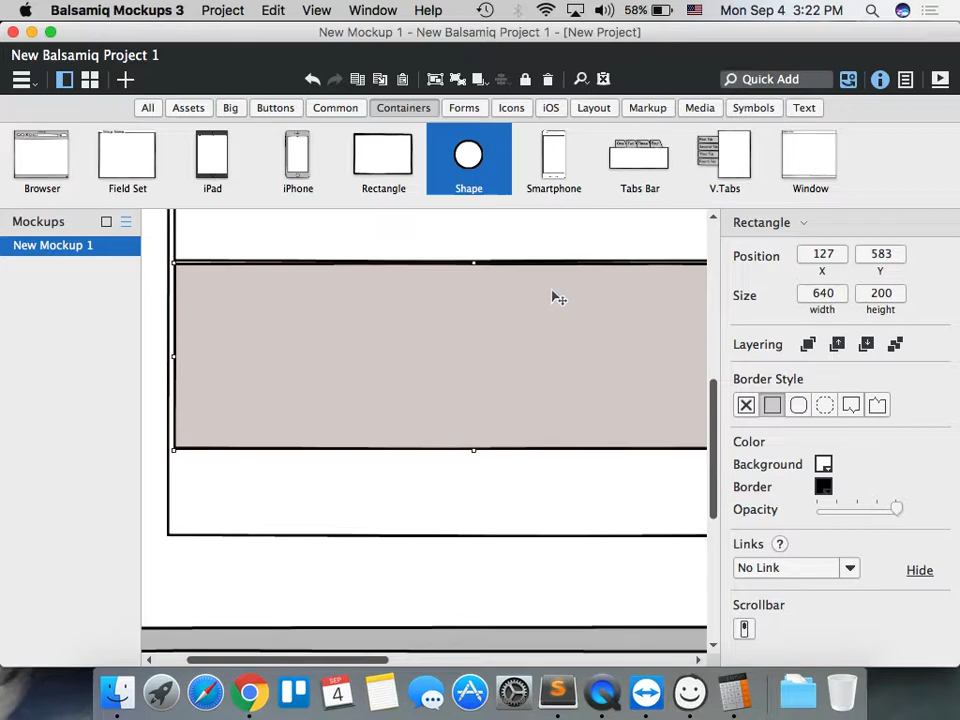 Balsamiq Mockups 3 Project Edit View Window Help 58% Mon Sep 4 3:22 PM
New Mockup 1 - New Balsamiq Project 1 - [New Project]
New Balsamiq Project 1
Quick Add
All Assets Big Buttons Common Containers Forms Icons iOS Layout Markup Media Symbols Text
Browser Field Set iPad iPhone Rectangle Shape Smartphone Tabs Bar V.Tabs Window
Mockups
New Mockup 1
Rectangle
Position 127 583
X Y
Size 640 200
width height
Layering
Border Style
Color
Background
Border
Opacity
Links ?
No Link Hide
Scrollbar
SEP
4